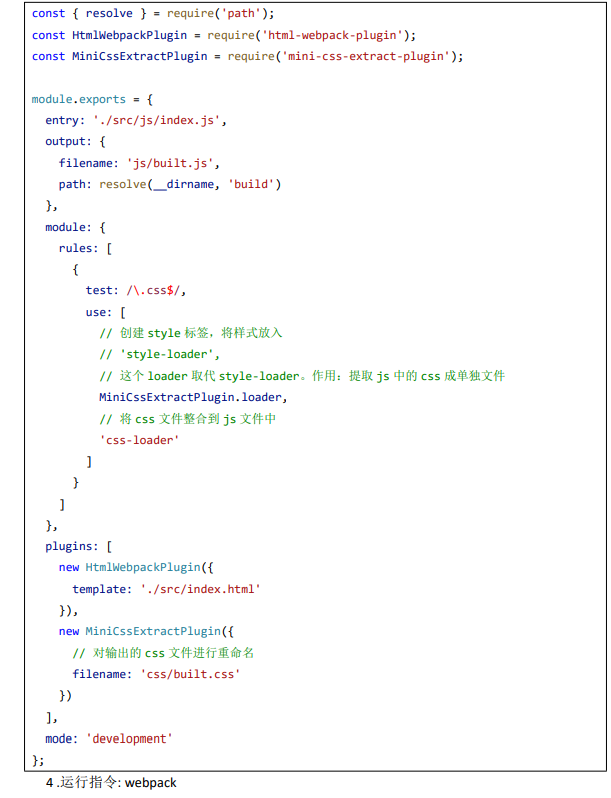 const { resolve } = require('path');
const HtmlWebpackPlugin = require('html-webpack-plugin');
const MiniCssExtractPlugin = require('mini-css-extract-plugin');

module.exports = {
  entry: './src/js/index.js',
  output: {
    filename: 'js/built.js',
    path: resolve(__dirname, 'build')
  },
  module: {
    rules: [
      {
        test: /\.css$/,
        use: [
          // 创建 style 标签，将样式放入
          // 'style-loader',
          // 这个 loader 取代 style-loader。作用：提取 js 中的 css 成单独文件
          MiniCssExtractPlugin.loader,
          // 将 css 文件整合到 js 文件中
          'css-loader'
        ]
      }
    ]
  },
  plugins: [
    new HtmlWebpackPlugin({
      template: './src/index.html'
    }),
    new MiniCssExtractPlugin({
      // 对输出的 css 文件进行重命名
      filename: 'css/built.css'
    })
  ],
  mode: 'development'
};
4 .运行指令: webpack